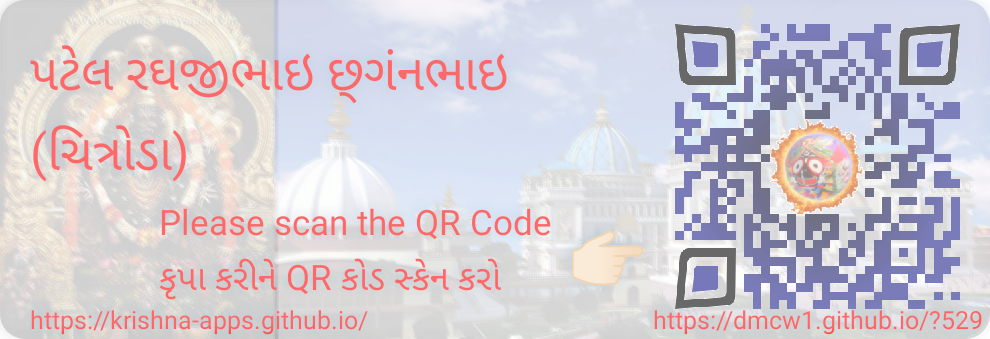 પટેલ રઘજીભાઇ છ્ગંનભાઇ
(ચિત્રોડા)
Please scan the QR Code
કૃપા કરીને QR કોડ સ્કેન કરો
https://krishna-apps.github.io/
https://dmcw1.github.io/?529